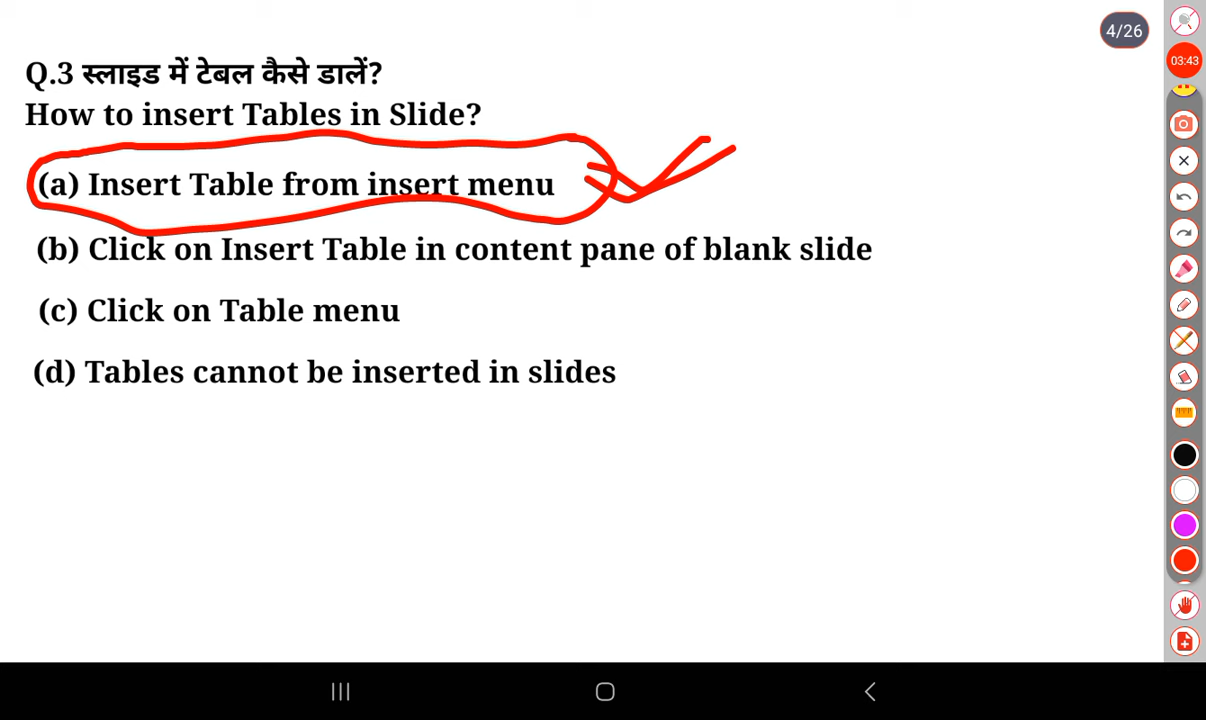 4/26
03:43
Q.3 स्लाइड में टेबल कैसे डालें?
How to insert Tables in Slide?
(a) Insert Table from insert menu
(b) Click on Insert Table in content pane of blank slide
(c) Click on Table menu
(d) Tables cannot be inserted in slides